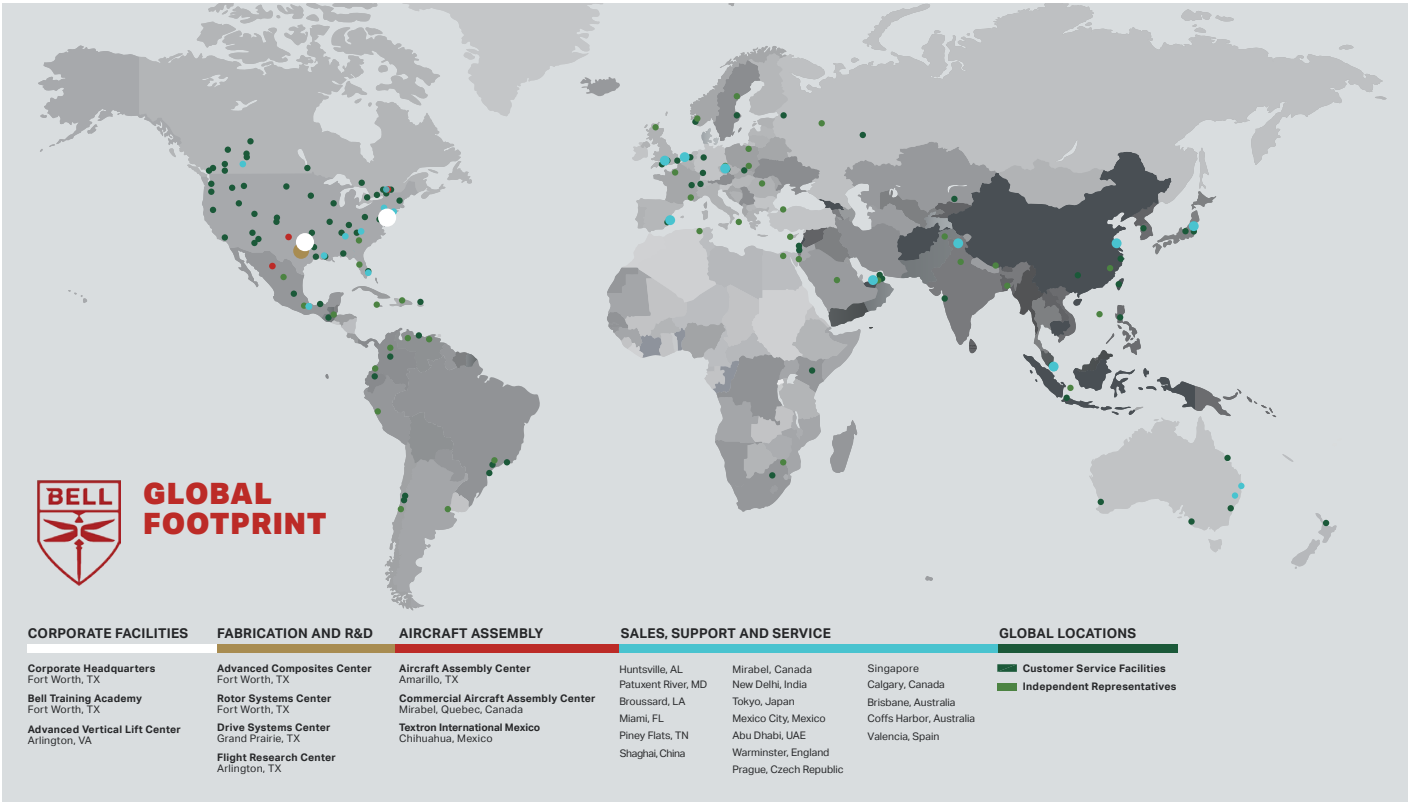 BELL
GLOBAL
FOOTPRINT
CORPORATE FACILITIES
Corporate Headquarters
Fort Worth, TX
Bell Training Academy
Fort Worth, TX
Advanced Vertical Lift Center
Arlington, VA
FABRICATION AND R&D
Advanced Composites Center
Fort Worth, TX
Rotor Systems Center
Fort Worth, TX
Drive Systems Center
Grand Prairie, TX
Flight Research Center
Arlington, TX
AIRCRAFT ASSEMBLY
Aircraft Assembly Center
Amarillo, TX
Commercial Aircraft Assembly Center
Mirabel, Quebec, Canada
Textron International Mexico
Chihuahua, Mexico
SALES, SUPPORT AND SERVICE
Huntsville, AL
Patuxent River, MD
Broussard, LA
Miami, FL
Piney Flats, TN
Shaghai, China
Mirabel, Canada
New Delhi, India
Tokyo, Japan
Mexico City, Mexico
Abu Dhabi, UAE
Warminster, England
Prague, Czech Republic
Singapore
Calgary, Canada
Brisbane, Australia
Coffs Harbor, Australia
Valencia, Spain
GLOBAL LOCATIONS
Customer Service Facilities
Independent Representatives